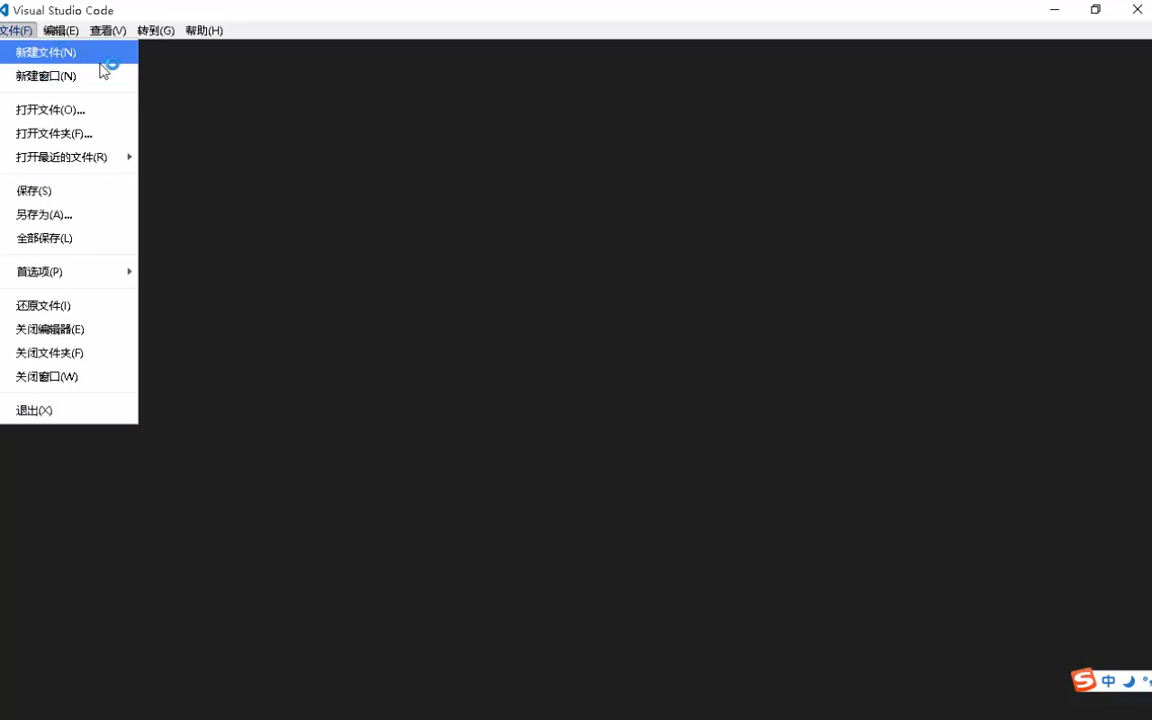 Visual Studio Code
文件(F) 编辑(E) 查看(V) 转到(G) 帮助(H)
新建文件(N)
新建窗口(N)
打开文件(O)...
打开文件夹(F)...
打开最近的文件(R)
保存(S)
另存为(A)...
全部保存(L)
首选项(P)
还原文件(I)
关闭编辑器(E)
关闭文件夹(F)
关闭窗口(W)
退出(X)
S 中